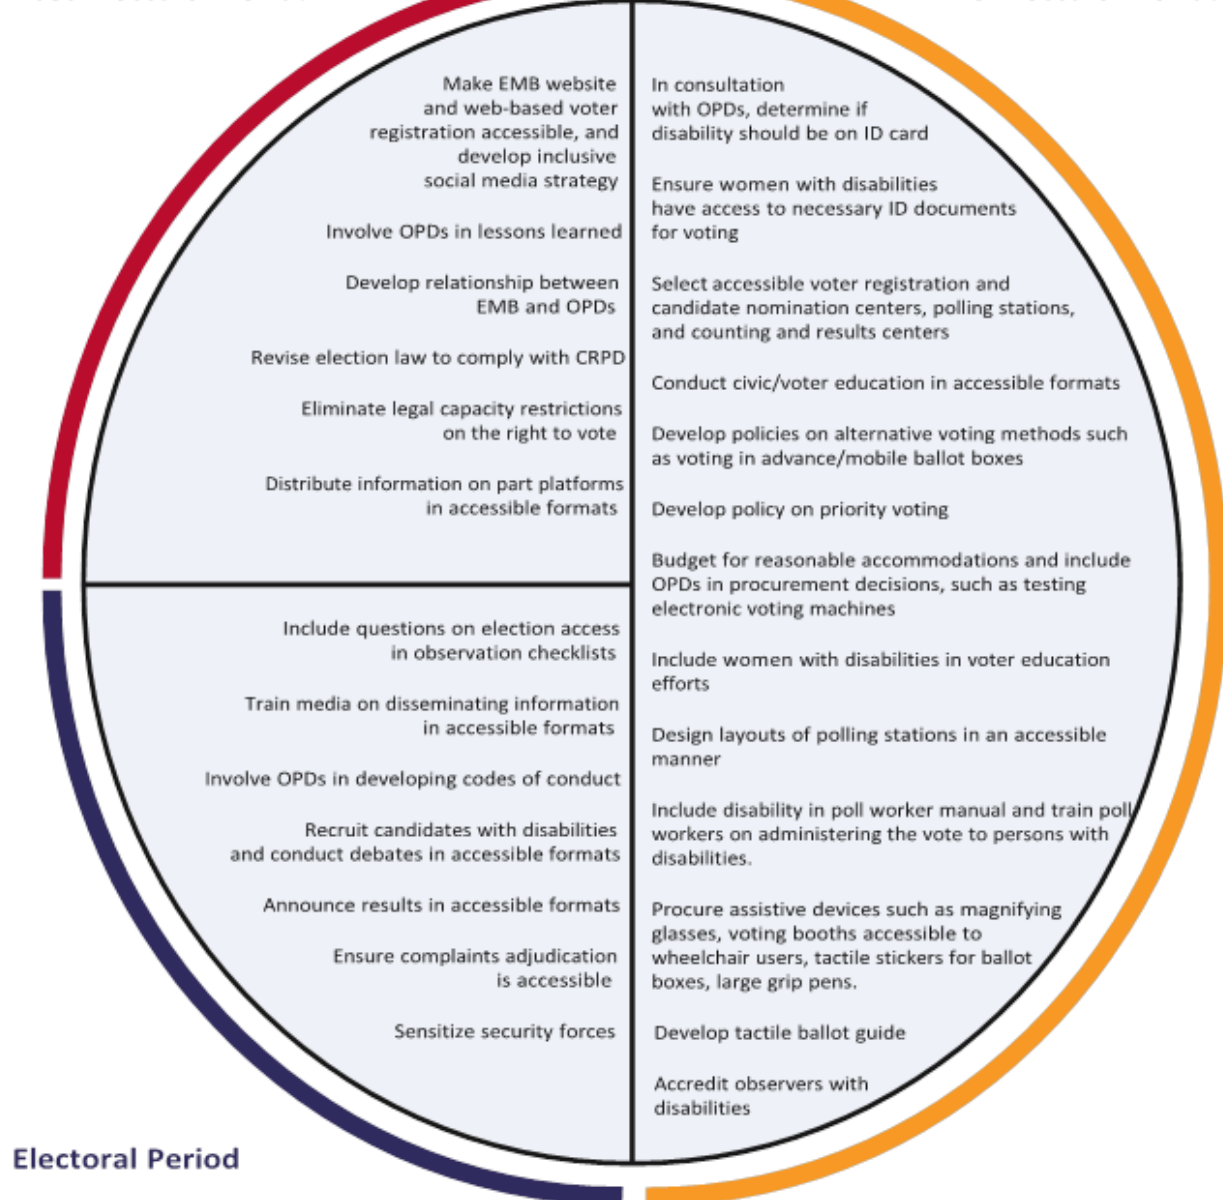 Make EMB website
and web-based voter
registration accessible, and
develop inclusive
social media strategy
Involve OPDs in lessons learned
Develop relationship between
EMB and OPDs
Revise election law to comply with CRPD
Eliminate legal capacity restrictions
on the right to vote
Distribute information on part platforms
in accessible formats
In consultation
with OPDs, determine if
disability should be on ID card
Ensure women with disabilities
have access to necessary ID documents
for voting
Select accessible voter registration and
candidate nomination centers, polling stations,
and counting and results centers
Conduct civic/voter education in accessible formats
Develop policies on alternative voting methods such
as voting in advance/mobile ballot boxes
Develop policy on priority voting
Budget for reasonable accommodations and include
OPDs in procurement decisions, such as testing
electronic voting machines
Include women with disabilities in voter education
efforts
Design layouts of polling stations in an accessible
manner
Include disability in poll worker manual and train poll
workers on administering the vote to persons with
disabilities.
Procure assistive devices such as magnifying
glasses, voting booths accessible to
wheelchair users, tactile stickers for ballot
boxes, large grip pens.
Develop tactile ballot guide
Accredit observers with
disabilities
Include questions on election access
in observation checklists
Train media on disseminating information
in accessible formats
Involve OPDs in developing codes of conduct
Recruit candidates with disabilities
and conduct debates in accessible formats
Announce results in accessible formats
Ensure complaints adjudication
is accessible
Sensitize security forces
Electoral Period